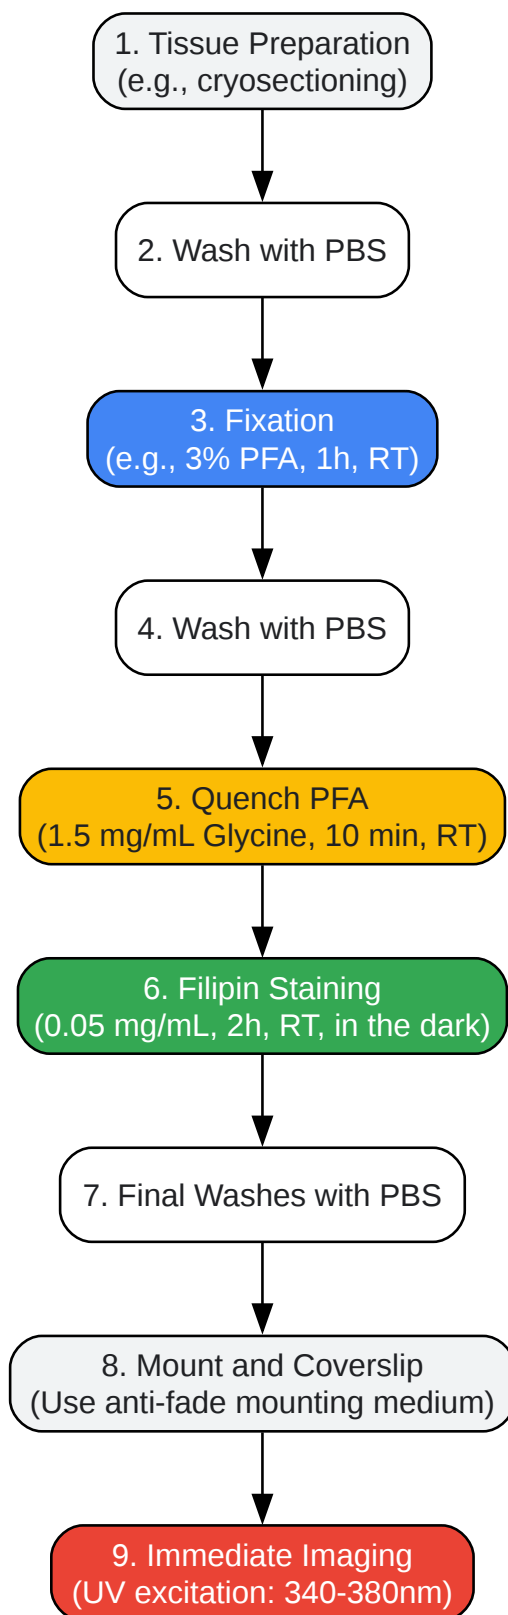 1. Tissue Preparation
(e.g., cryosectioning)
2. Wash with PBS
3. Fixation
(e.g., 3% PFA, 1h, RT)
4. Wash with PBS
5. Quench PFA
(1.5 mg/mL Glycine, 10 min, RT)
6. Filipin Staining
(0.05 mg/mL, 2h, RT, in the dark)
7. Final Washes with PBS
8. Mount and Coverslip
(Use anti-fade mounting medium)
9. Immediate Imaging
(UV excitation: 340-380nm)